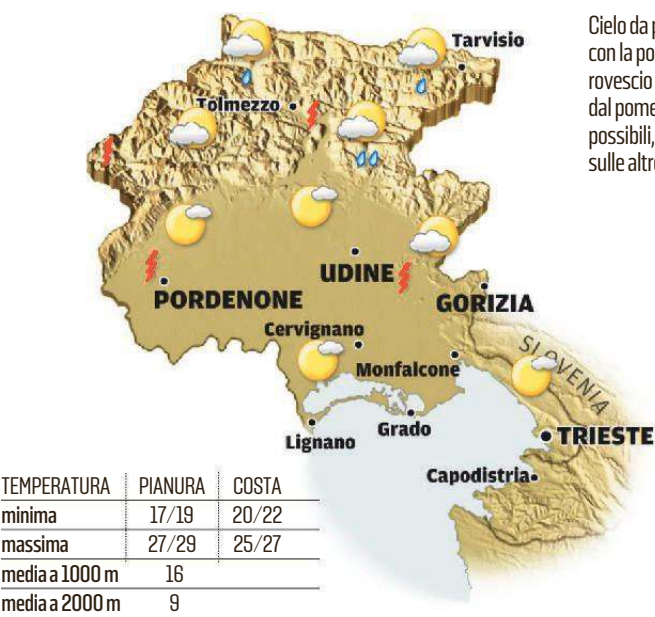 Cielo da p
con la po
rovescio
dal pome
possibili,
sulle altr
Tarvisio
Tolmezzo
UDINE
PORDENONE
GORIZIA
Cervignano
SLOVENIA
Monfalcone
Grado
Lignano
TRIESTE
Capodistria
TEMPERATURA PIANURA COSTA
minima 17/19 20/22
massima 27/29 25/27
media a 1000 m 16
media a 2000 m 9